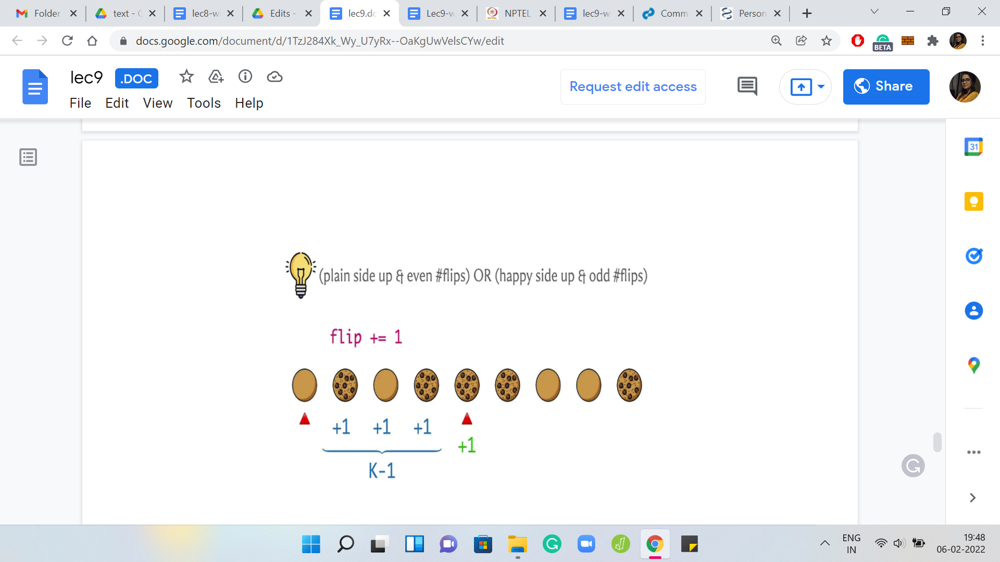 Folder
text - G
lec8-wi
Edits -
lec9.dc
Lec9-w
NPTEL
lec9-wi
Comm
Person
docs.google.com/document/d/1TzJ284Xk_Wy_U7yRx--OaKgUwVelsCYw/edit
BETA
lec9 .DOC
Request edit access
Share
File Edit View Tools Help
31
(plain side up & even #flips) OR (happy side up & odd #flips)
flip += 1
+1 +1 +1
+1
K-1
ENG
IN
19:48
06-02-2022